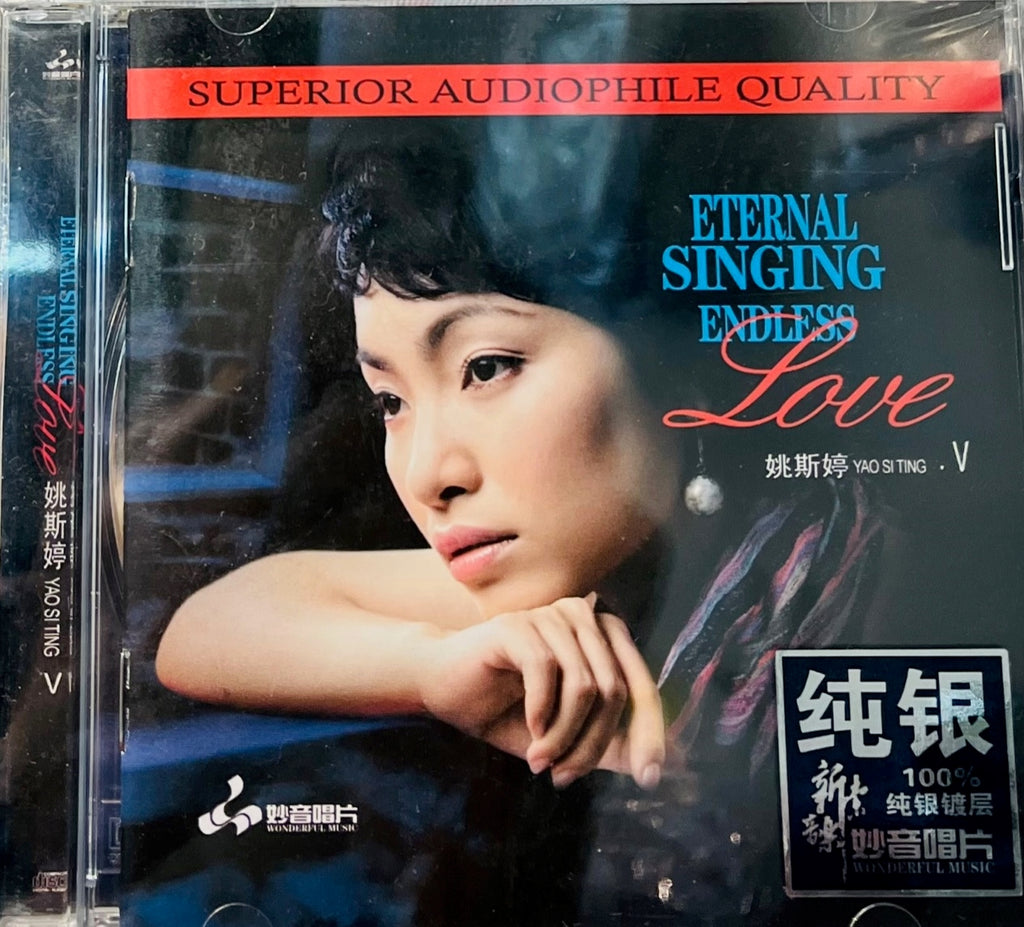 SUPERIOR AUDIOPHILE QUALITY
ETERNAL
SINGING
ENDLESS
Love
姚斯婷 YAO SI TING . V
妙音唱片
WONDERFUL MUSIC
纯银
100%
纯银镀层
妙音唱片
WONDERFUL MUSIC
ETERNAL SINGING
ENDLESS
Love
姚斯婷 YAO SI TING V